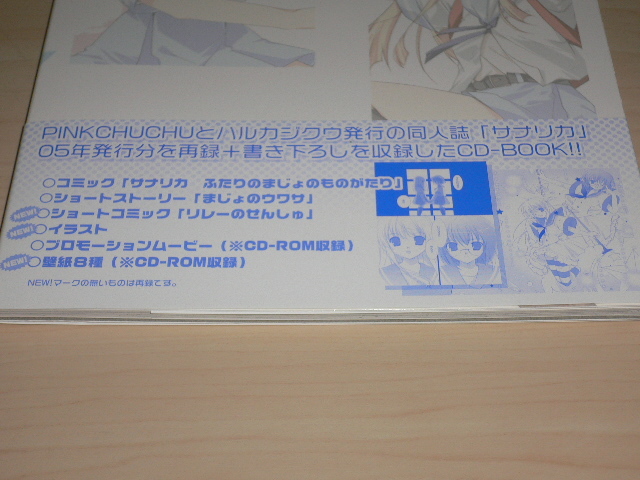 PINKCHUCHUとハルカジクウ発行の同人誌「サナリカ」
05年発行分を再録＋書き下ろしを収録したCD-BOOK!!
○コミック「サナリカ　ふたりのまじょのものがたり」
○ショートストーリー「まじょのウワサ」
NEW! ○ショートコミック「リレーのせんしゅ」
NEW! ○イラスト
○プロモーションムービー（※CD-ROM収録）
NEW! ○壁紙８種（※CD-ROM収録）
NEW!マークの無いものは再録です。